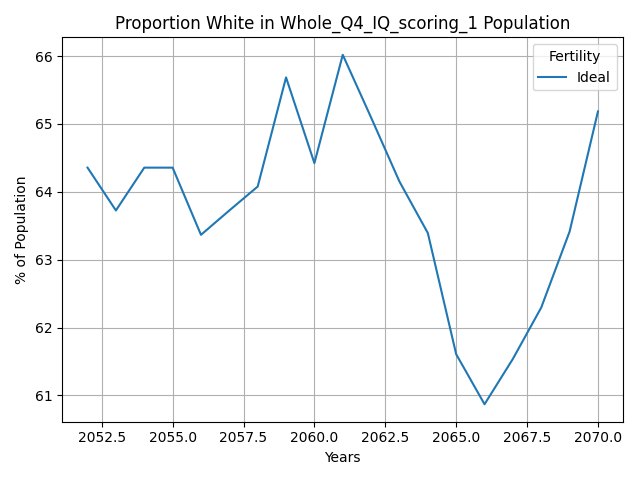 Proportion White in Whole_Q4_IQ_scoring_1 Population
Fertility
Ideal
% of Population
66
65
64
63
62
61
2052.5 2055.0 2057.5 2060.0 2062.5 2065.0 2067.5 2070.0
Years